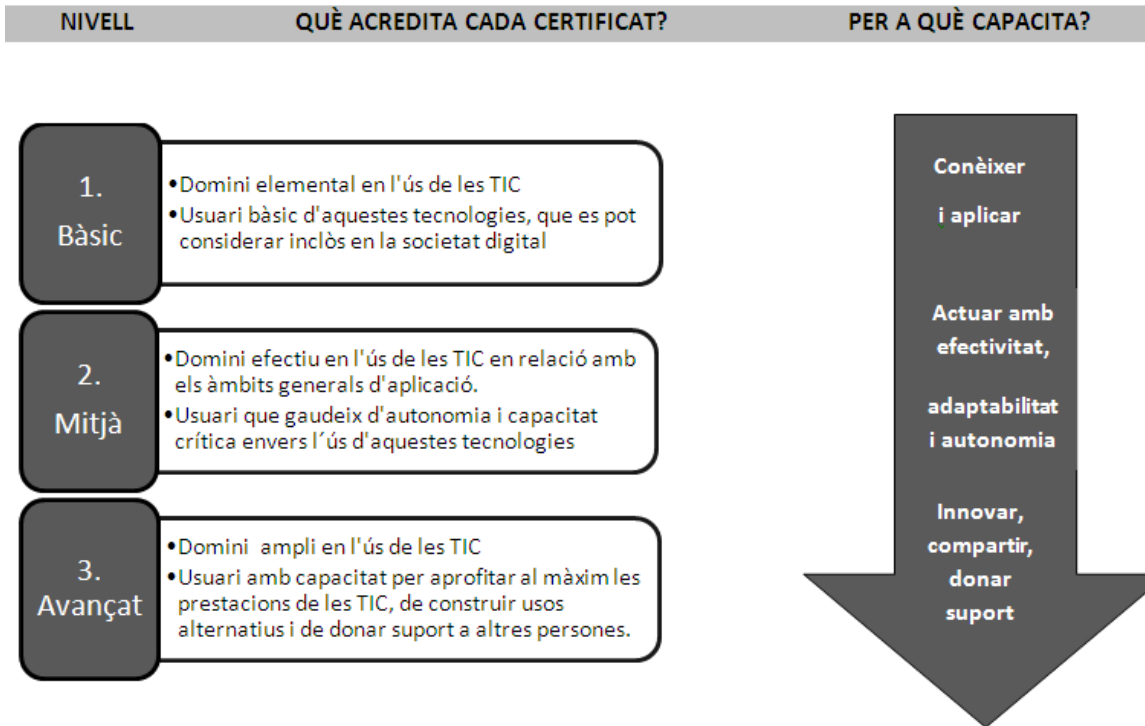 NIVELL QUÈ ACREDITA CADA CERTIFICAT? PER A QUÈ CAPACITA?
1.
Bàsic
•Domini elemental en l'ús de les TIC
•Usuari bàsic d'aquestes tecnologies, que es pot
considerar inclòs en la societat digital
Conèixer
i aplicar
2.
Mitjà
•Domini efectiu en l'ús de les TIC en relació amb
els àmbits generals d'aplicació.
•Usuari que gaudeix d'autonomia i capacitat
crítica envers l´ús d'aquestes tecnologies
Actuar amb
efectivitat,
adaptabilitat
i autonomia
3.
Avançat
•Domini ampli en l'ús de les TIC
•Usuari amb capacitat per aprofitar al màxim les
prestacions de les TIC, de construir usos
alternatius i de donar suport a altres persones.
Innovar,
compartir,
donar
suport